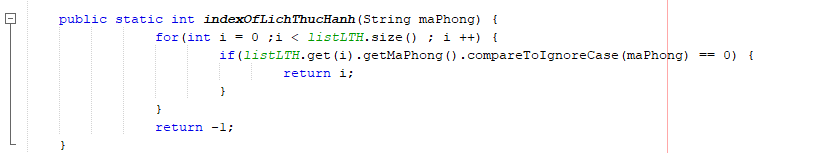 public static int indexOfLichThucHanh(String maPhong) {
for(int i = 0 ;i < listLTH.size() ; i ++) {
if(listLTH.get(i).getMaPhong().compareToIgnoreCase(maPhong) == 0) {
return i;
}
}
return -1;
}